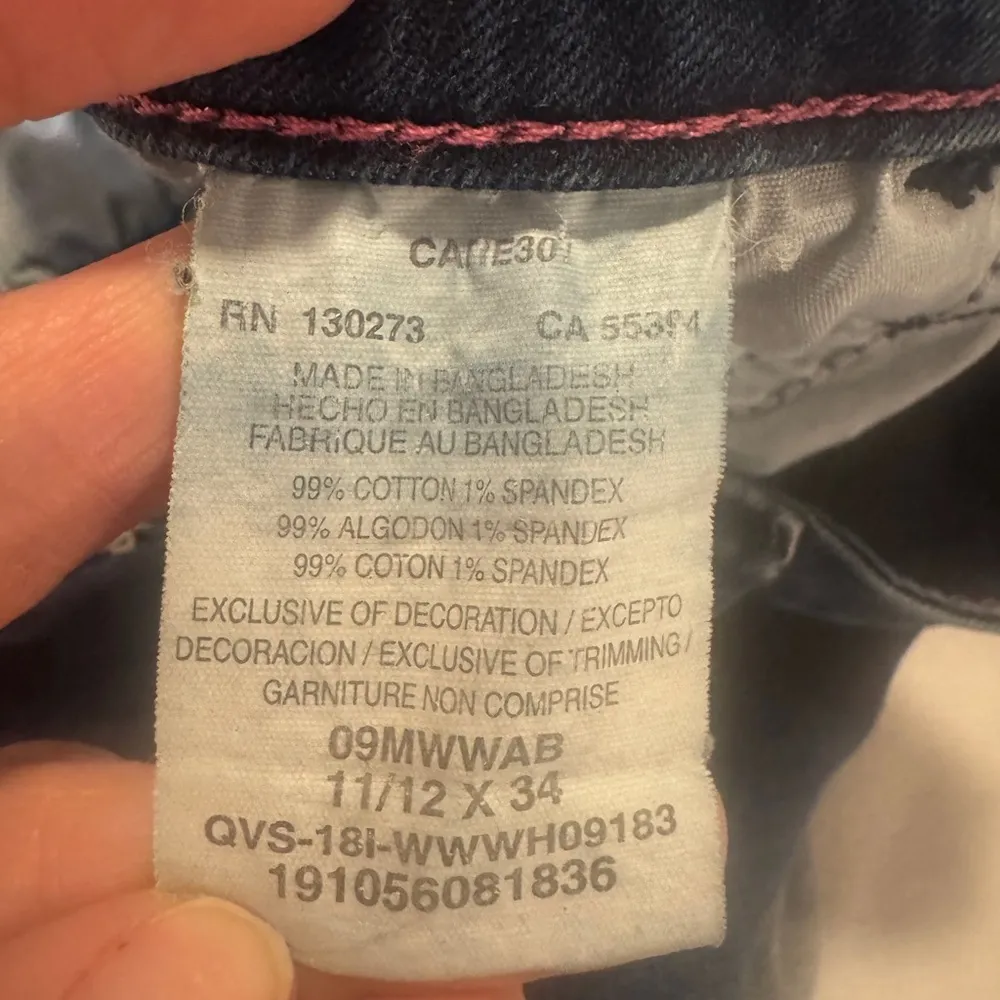 RN 130273 CA 55394
MADE IN BANGLADESH
HECHO EN BANGLADESH
FABRIQUE AU BANGLADESH
99% COTTON 1% SPANDEX
99% ALGODON 1% SPANDEX
99% COTON 1% SPANDEX
EXCLUSIVE OF DECORATION / EXCEPTO
DECORACION / EXCLUSIVE OF TRIMMING /
GARNITURE NON COMPRISE
09MWWAB
11/12 X 34
QVS-18I-WWWH09183
191056081836